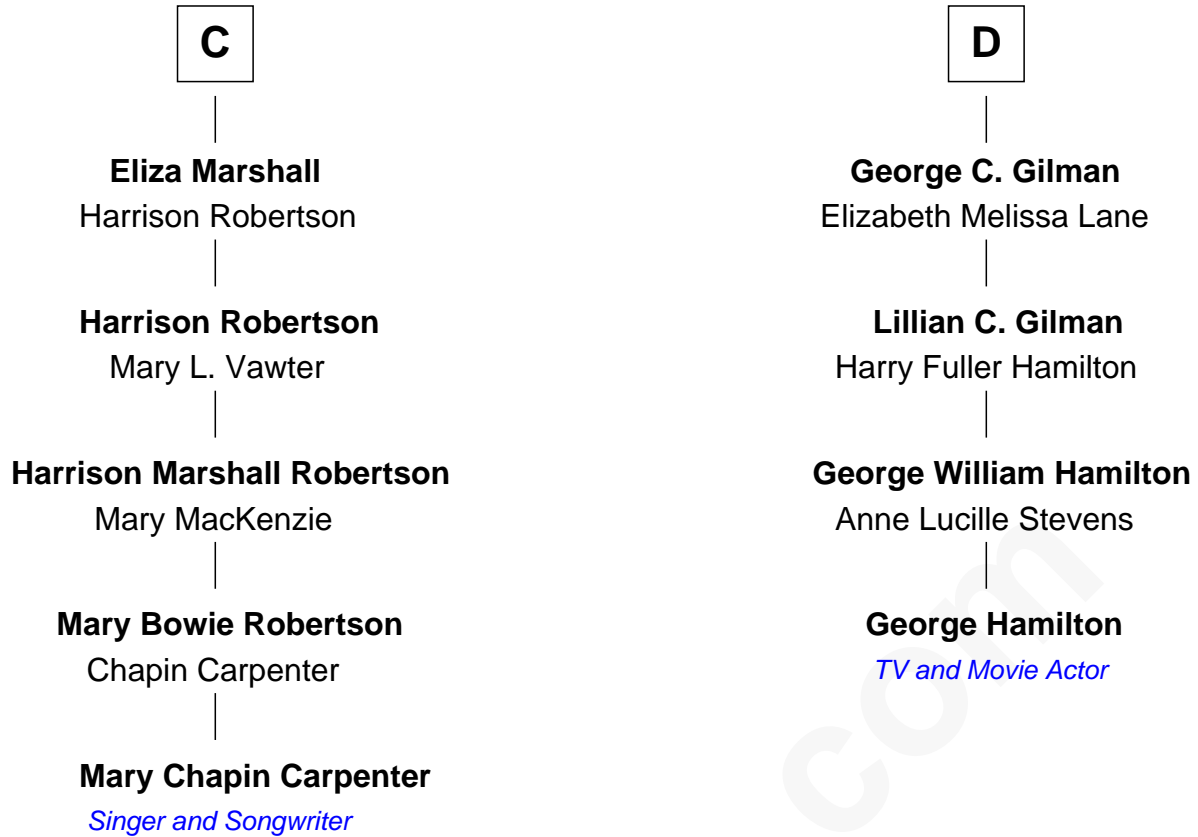 C
Eliza Marshall
Harrison Robertson
Harrison Robertson
Mary L. Vawter
Harrison Marshall Robertson
Mary MacKenzie
Mary Bowie Robertson
Chapin Carpenter
Mary Chapin Carpenter
Singer and Songwriter
D
George C. Gilman
Elizabeth Melissa Lane
Lillian C. Gilman
Harry Fuller Hamilton
George William Hamilton
Anne Lucille Stevens
George Hamilton
TV and Movie Actor
com